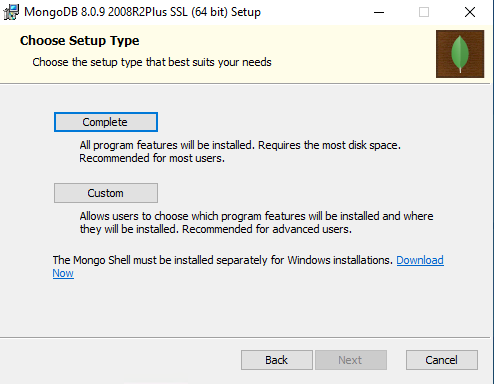 MongoDB 8.0.9 2008R2Plus SSL (64 bit) Setup
Choose Setup Type
Choose the setup type that best suits your needs
Complete
All program features will be installed. Requires the most disk space.
Recommended for most users.
Custom
Allows users to choose which program features will be installed and where
they will be installed. Recommended for advanced users.
The Mongo Shell must be installed separately for Windows installations. Download
Now
Back Next Cancel